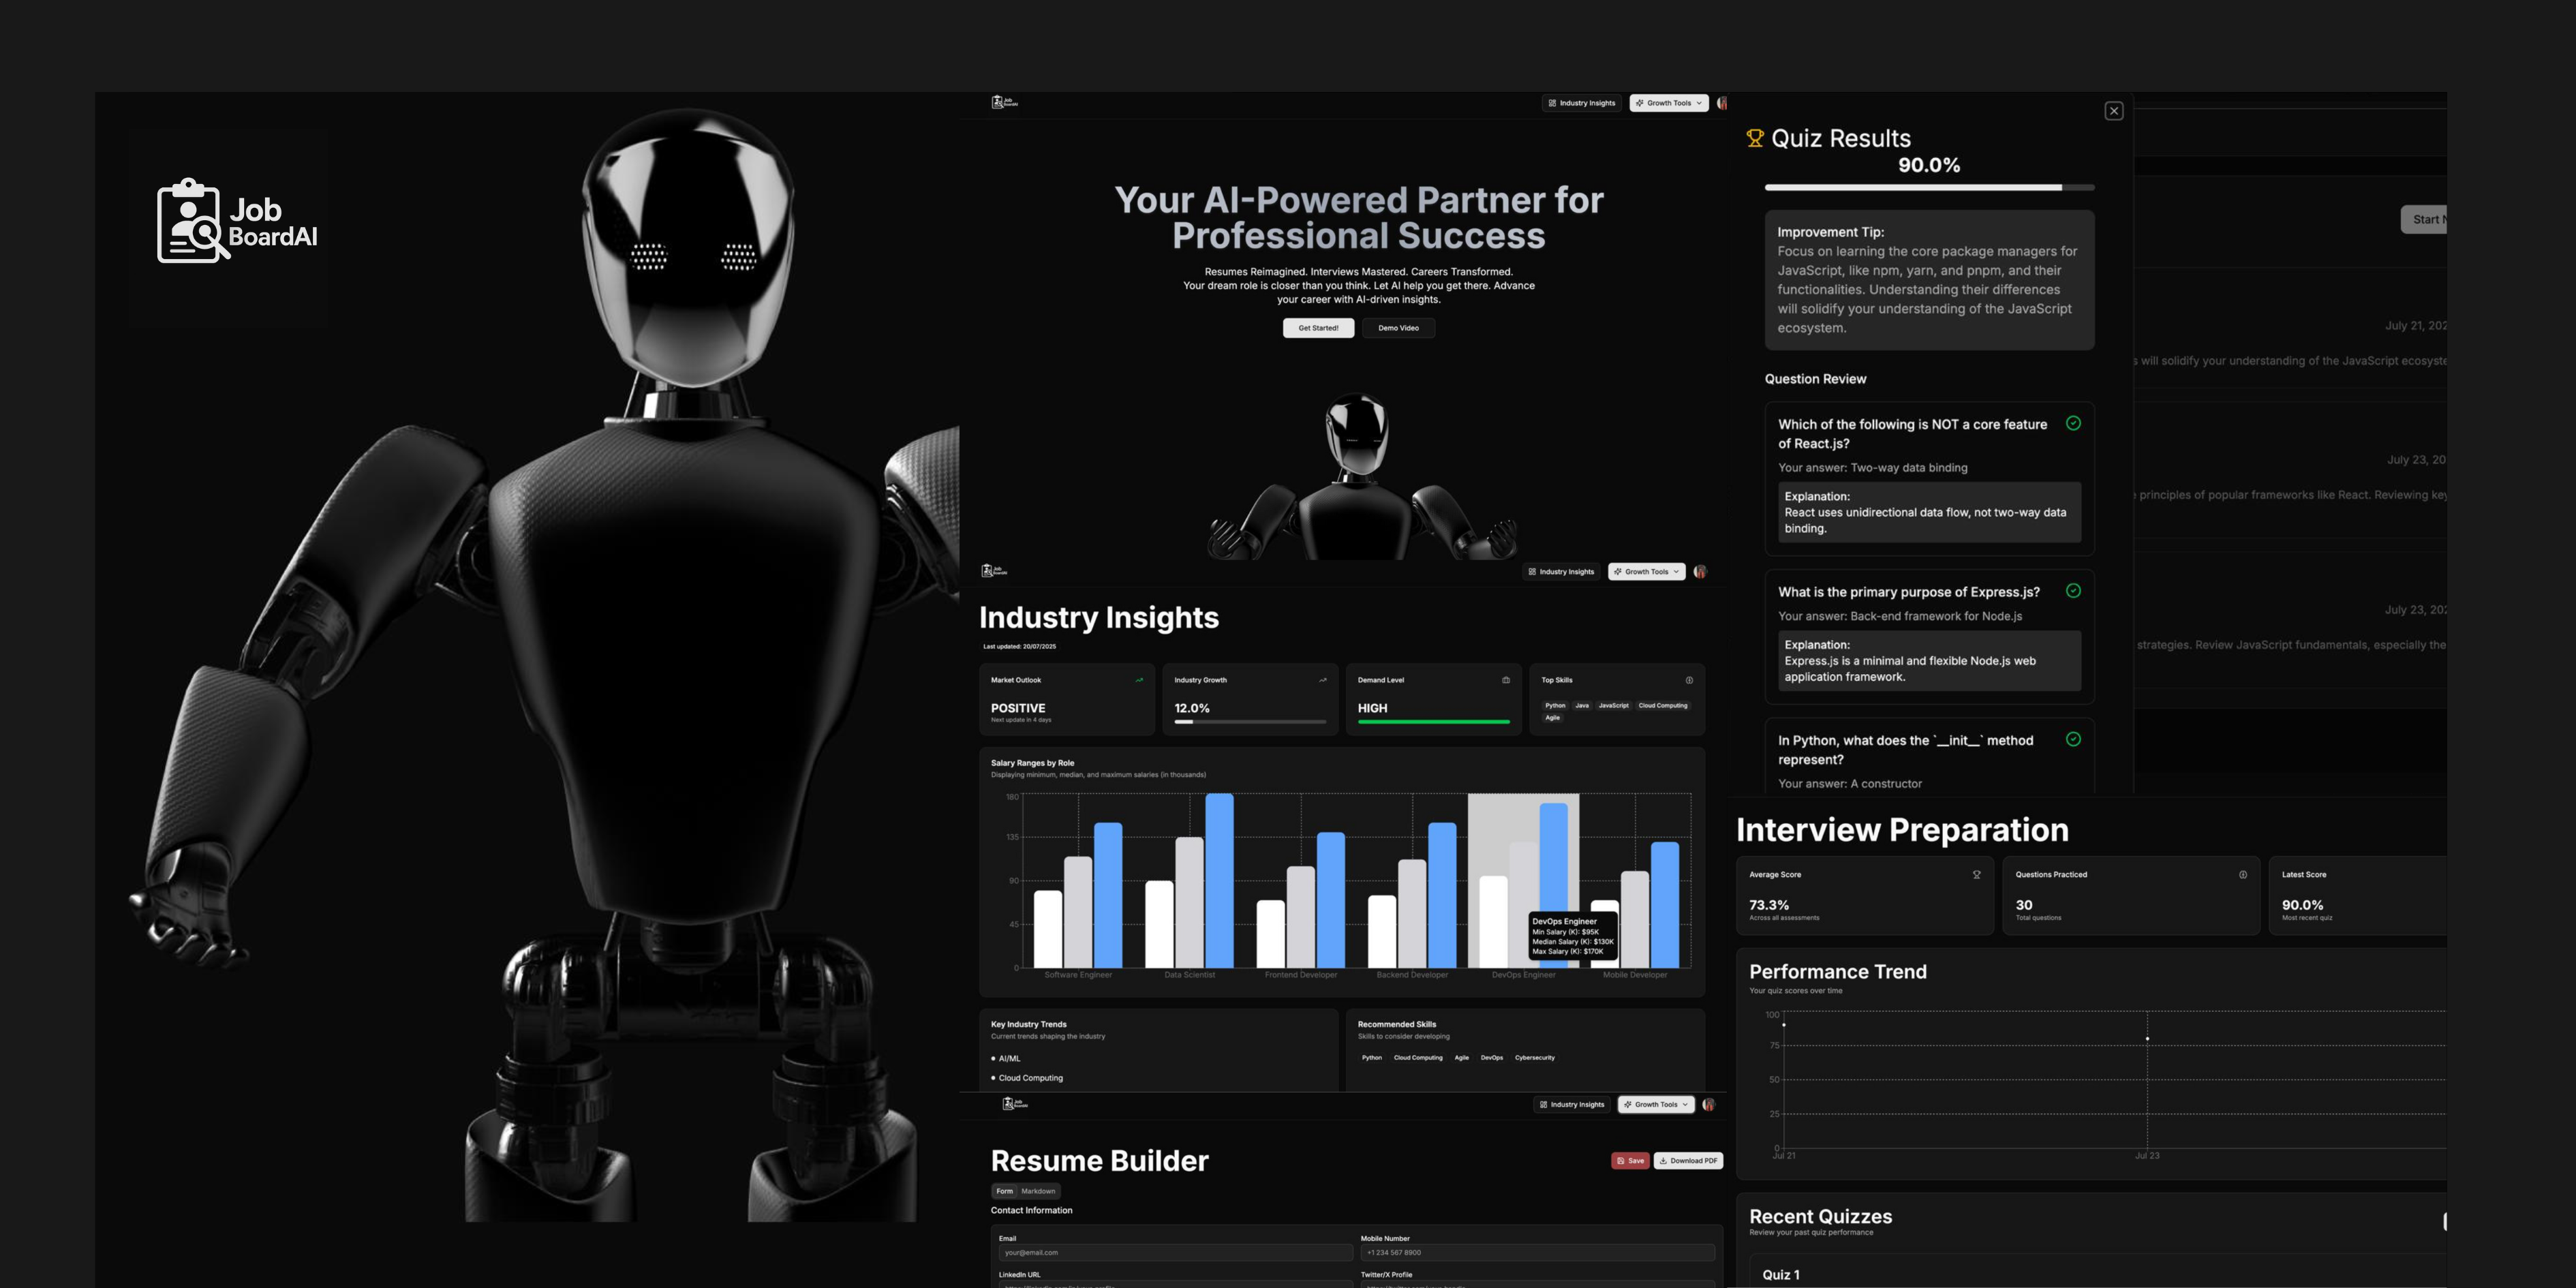 Job
BoardAI
Job
BoardAI
Industry Insights
Growth Tools
Your AI-Powered Partner for
Professional Success
Resumes Reimagined. Interviews Mastered. Careers Transformed.
Your dream role is closer than you think. Let AI help you get there. Advance
your career with AI-driven insights.
Get Started!
Demo Video
Job
BoardAI
Industry Insights
Growth Tools
Industry Insights
Last updated: 20/07/2025
Market Outlook
POSITIVE
Next update in 4 days
Industry Growth
12.0%
Demand Level
HIGH
Top Skills
Python Java JavaScript Cloud Computing
Agile
Salary Ranges by Role
Displaying minimum, median, and maximum salaries (in thousands)
180
135
90
45
0
Software Engineer
Data Scientist
Frontend Developer
Backend Developer
DevOps Engineer
Mobile Developer
DevOps Engineer
Min Salary (K): $95K
Median Salary (K): $130K
Max Salary (K): $170K
Key Industry Trends
Current trends shaping the industry
AI/ML
Cloud Computing
Recommended Skills
Skills to consider developing
Python Cloud Computing Agile DevOps Cybersecurity
Job
BoardAI
Industry Insights
Growth Tools
Resume Builder
Save
Download PDF
Form Markdown
Contact Information
Email
your@email.com
Mobile Number
+1 234 567 8900
LinkedIn URL
Twitter/X Profile
Quiz Results
90.0%
Improvement Tip:
Focus on learning the core package managers for
JavaScript, like npm, yarn, and pnpm, and their
functionalities. Understanding their differences
will solidify your understanding of the JavaScript
ecosystem.
Question Review
Which of the following is NOT a core feature
of React.js?
Your answer: Two-way data binding
Explanation:
React uses unidirectional data flow, not two-way data
binding.
What is the primary purpose of Express.js?
Your answer: Back-end framework for Node.js
Explanation:
Express.js is a minimal and flexible Node.js web
application framework.
In Python, what does the `__init__` method
represent?
Your answer: A constructor
Start
July 21, 202
s will solidify your understanding of the JavaScript ecosyste
July 23, 20
principles of popular frameworks like React. Reviewing key
July 23, 202
strategies. Review JavaScript fundamentals, especially the
Interview Preparation
Average Score
73.3%
Across all assessments
Questions Practiced
30
Total questions
Latest Score
90.0%
Most recent quiz
Performance Trend
Your quiz scores over time
100
75
50
25
0
Jul 21
Jul 23
Recent Quizzes
Review your past quiz performance
Quiz 1